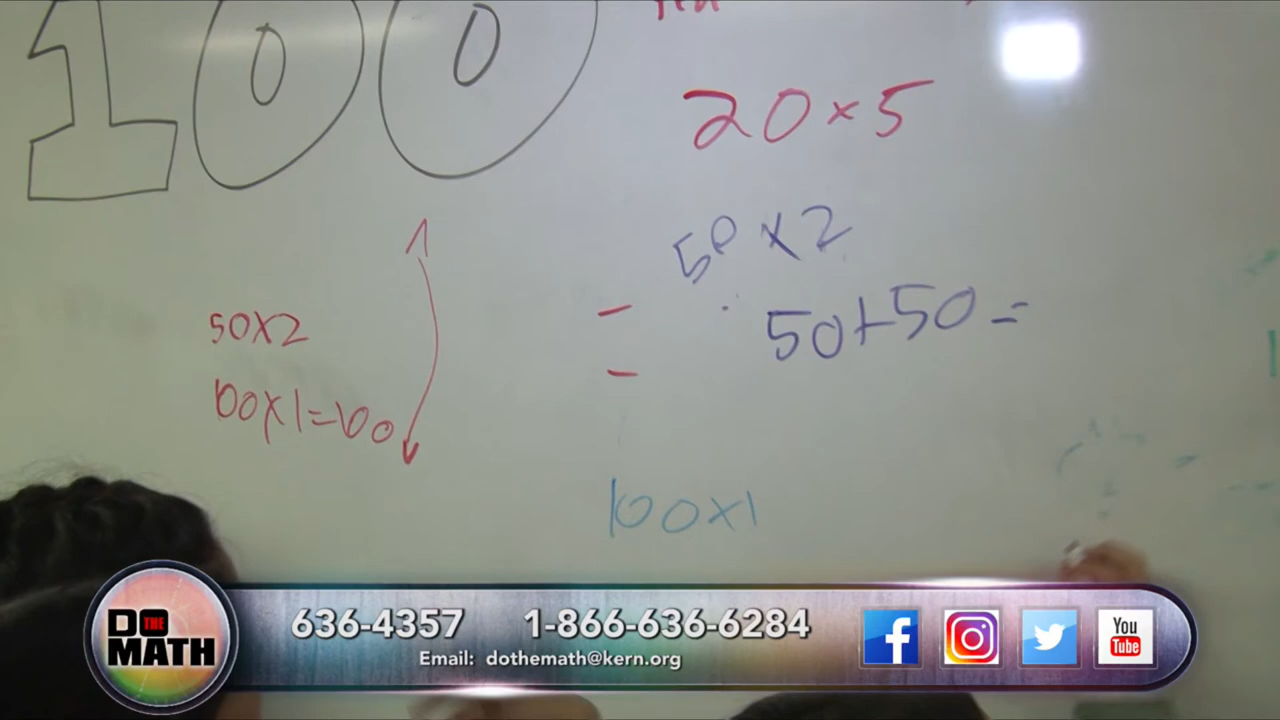 100
20×5
50×2
50+50=
50×2
100×1=100
100×1
DO THE MATH
636-4357 1-866-636-6284
Email: dothemath@kern.org
You Tube